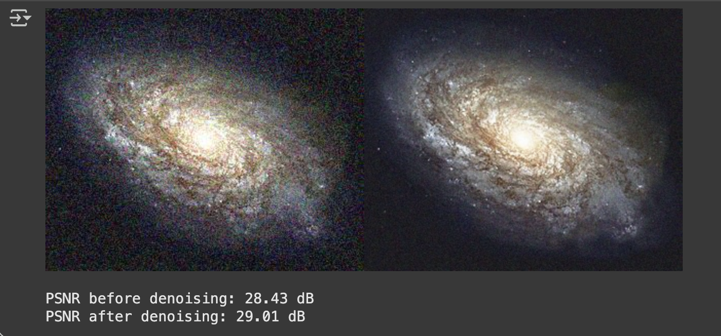 PSNR before denoising: 28.43 dB
PSNR after denoising: 29.01 dB